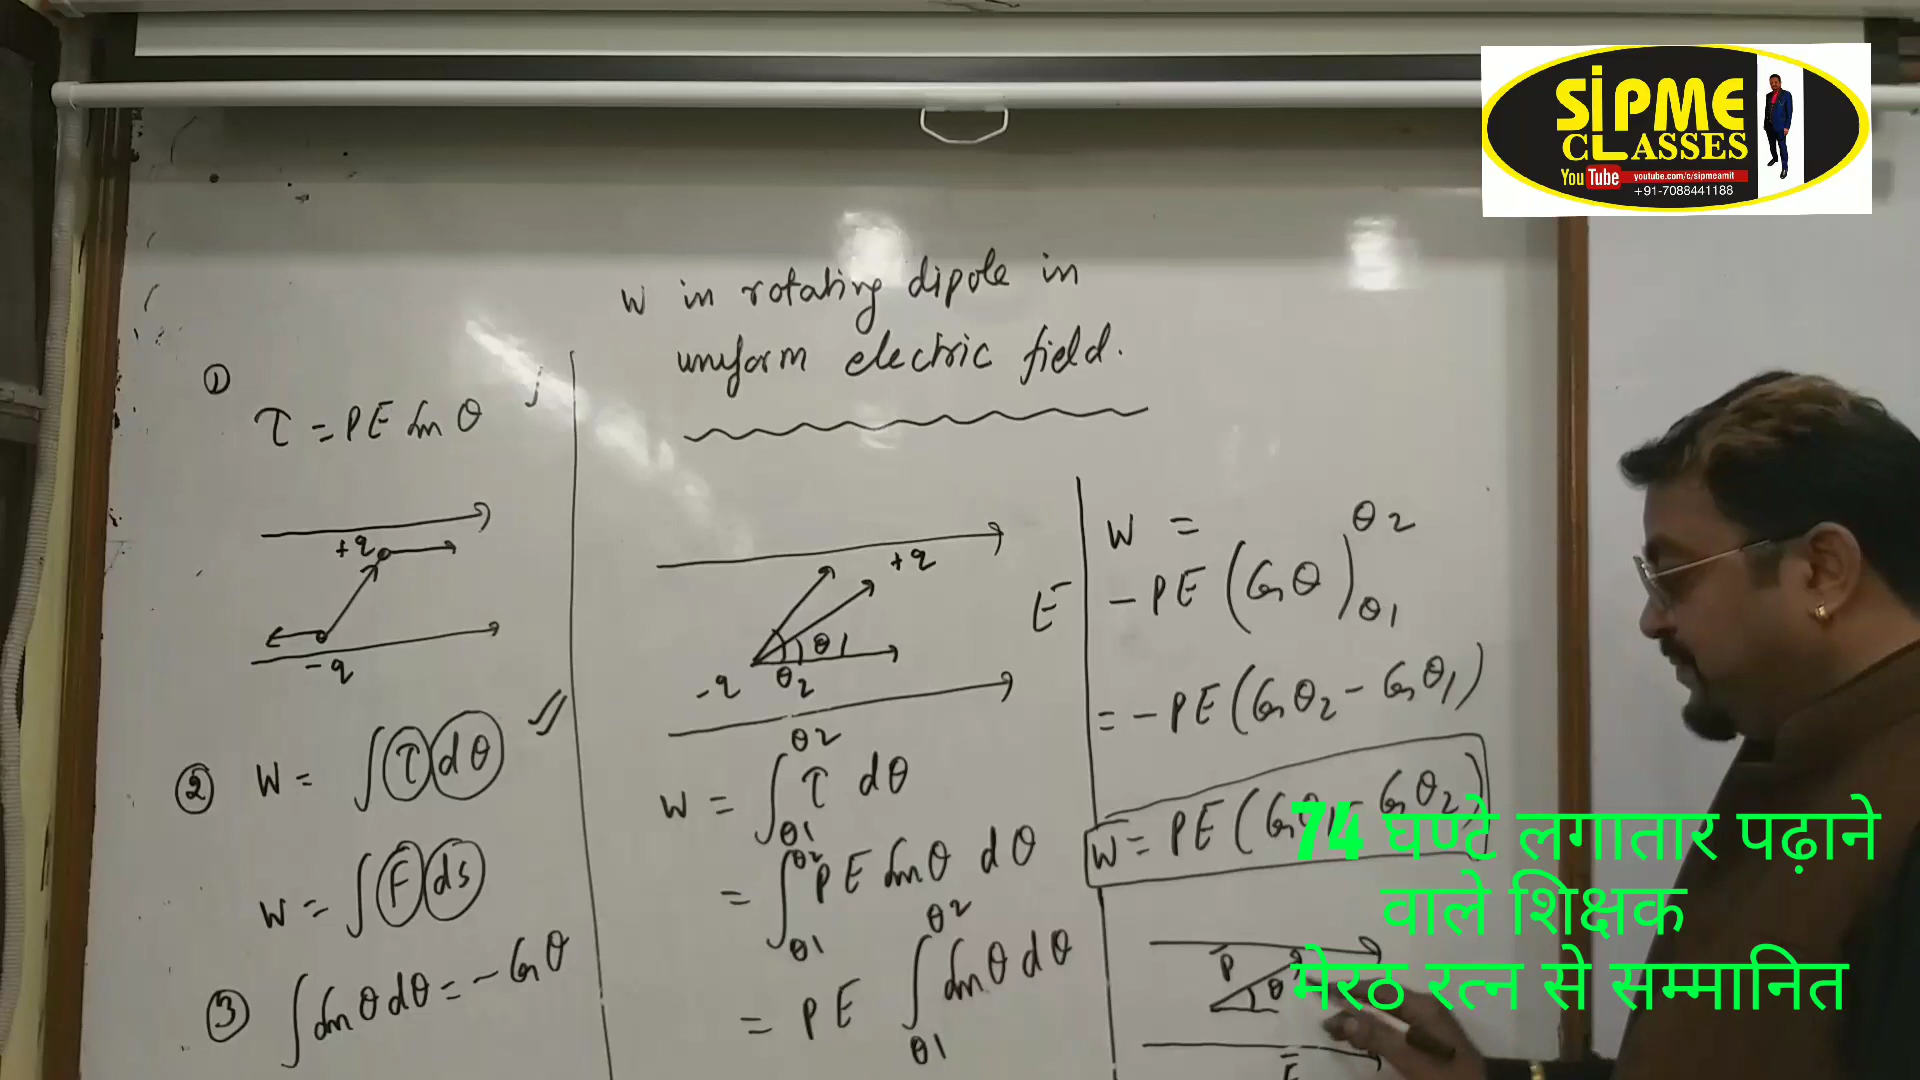 SiPME
CLASSES
YouTube youtube.com/c/sipmeamit
+91-7088441188
W in rotating dipole in
uniform electric field.
①
τ = PE Sin θ
+q
-q
② W = ∫ τ dθ
W = ∫ F ds
③ ∫ Sin θ dθ = - Cos θ
+q
E
θ1
-q θ2
W = ∫θ1^θ2 τ dθ
= ∫θ1^θ2 PE Sin θ dθ
= PE ∫θ1^θ2 Sin θ dθ
W =
- PE (Cos θ)θ1^θ2
= - PE (Cos θ2 - Cos θ1)
W = PE (Cos θ1 - Cos θ2)
P
θ
E
74 घण्टे लगातार पढ़ाने
वाले शिक्षक
मेरठ रत्न से सम्मानित